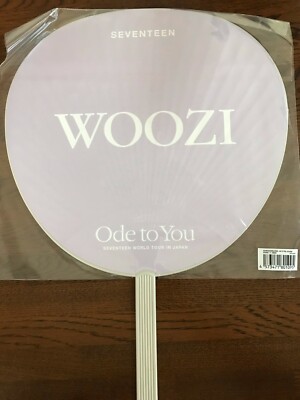 SEVENTEEN
WOOZI
Ode to You
SEVENTEEN WORLD TOUR IN JAPAN